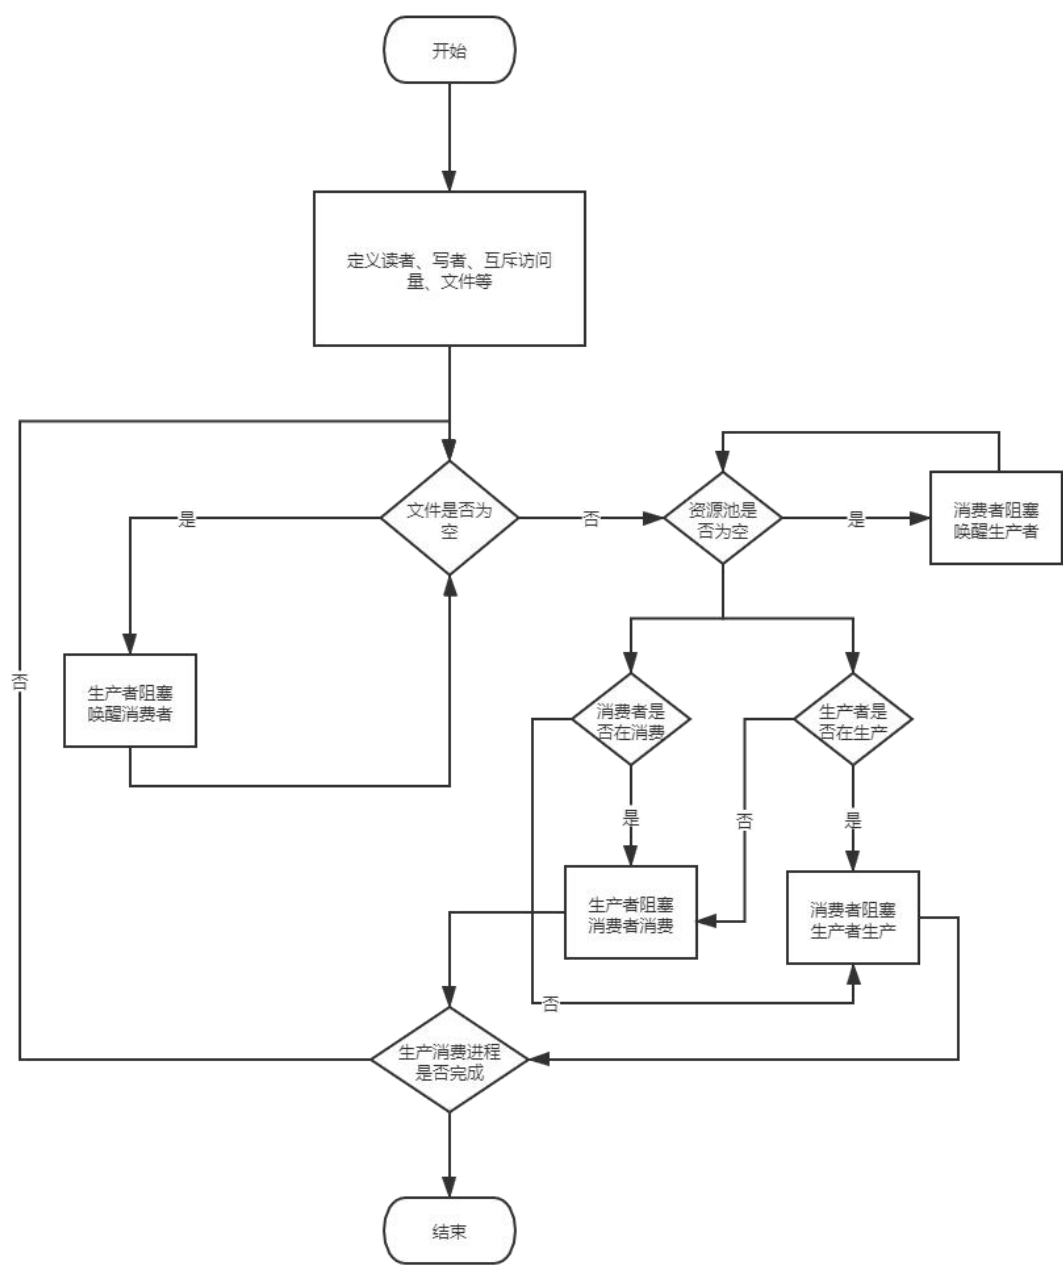 开始
定义读者、写者、互斥访问
量、文件等
文件是否为
空
是
否
资源池是
否为空
是
消费者阻塞
唤醒生产者
生产者阻塞
唤醒消费者
否
消费者是
否在消费
生产者是
否在生产
是
否
是
生产者阻塞
消费者消费
消费者阻塞
生产者生产
否
生产消费进程
是否完成
结束